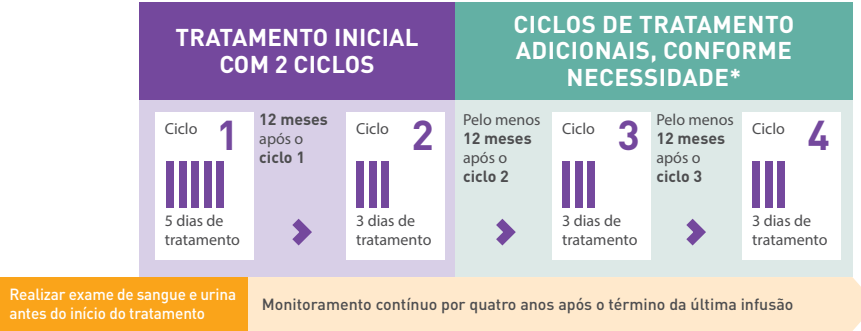 TRATAMENTO INICIAL
COM 2 CICLOS
CICLOS DE TRATAMENTO
ADICIONAIS, CONFORME
NECESSIDADE*
Ciclo 1
5 dias de
tratamento
12 meses
após o
ciclo 1
Ciclo 2
3 dias de
tratamento
Pelo menos
12 meses
após o
ciclo 2
Ciclo 3
3 dias de
tratamento
Pelo menos
12 meses
após o
ciclo 3
Ciclo 4
3 dias de
tratamento
Realizar exame de sangue e urina
antes do início do tratamento
Monitoramento contínuo por quatro anos após o término da última infusão